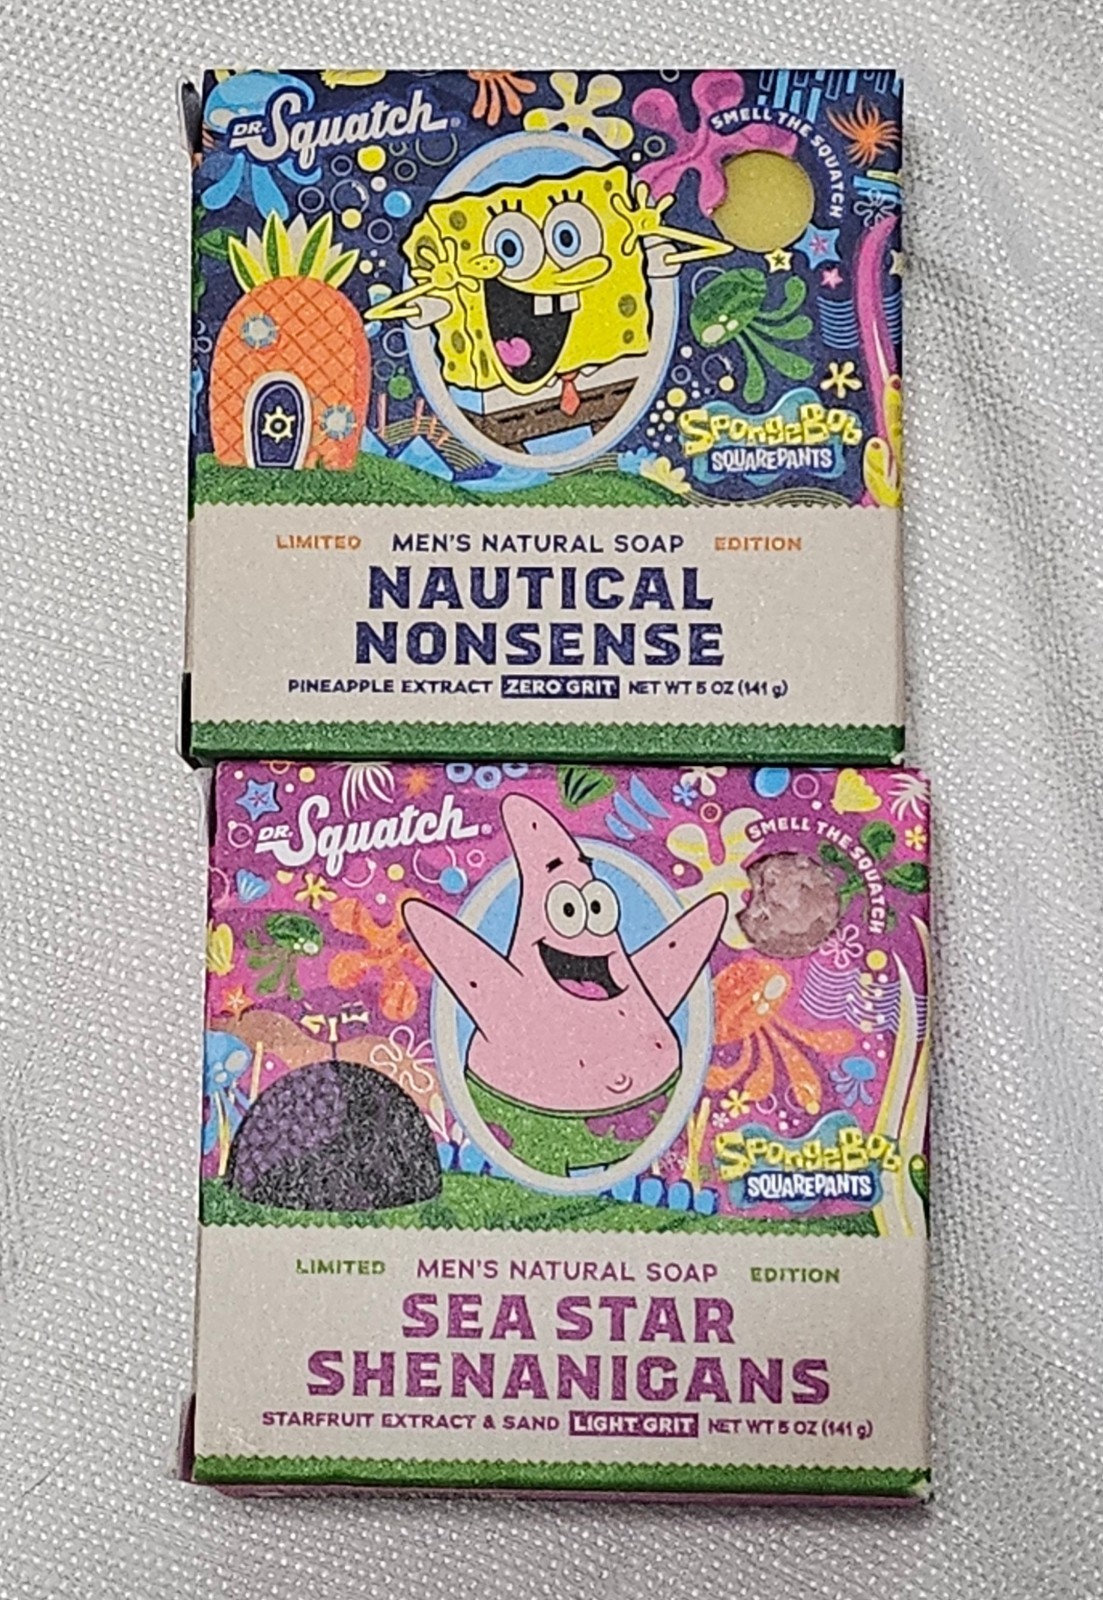 DR. Squatch®
SMELL THE SQUATCH
SpongeBob
SQUAREPANTS
LIMITED MEN'S NATURAL SOAP EDITION
NAUTICAL
NONSENSE
PINEAPPLE EXTRACT ZERO GRIT NET WT 5 OZ (141 g)
DR. Squatch®
SMELL THE SQUATCH
SpongeBob
SQUAREPANTS
LIMITED MEN'S NATURAL SOAP EDITION
SEA STAR
SHENANIGANS
STARFRUIT EXTRACT & SAND LIGHT GRIT NET WT 5 OZ (141 g)